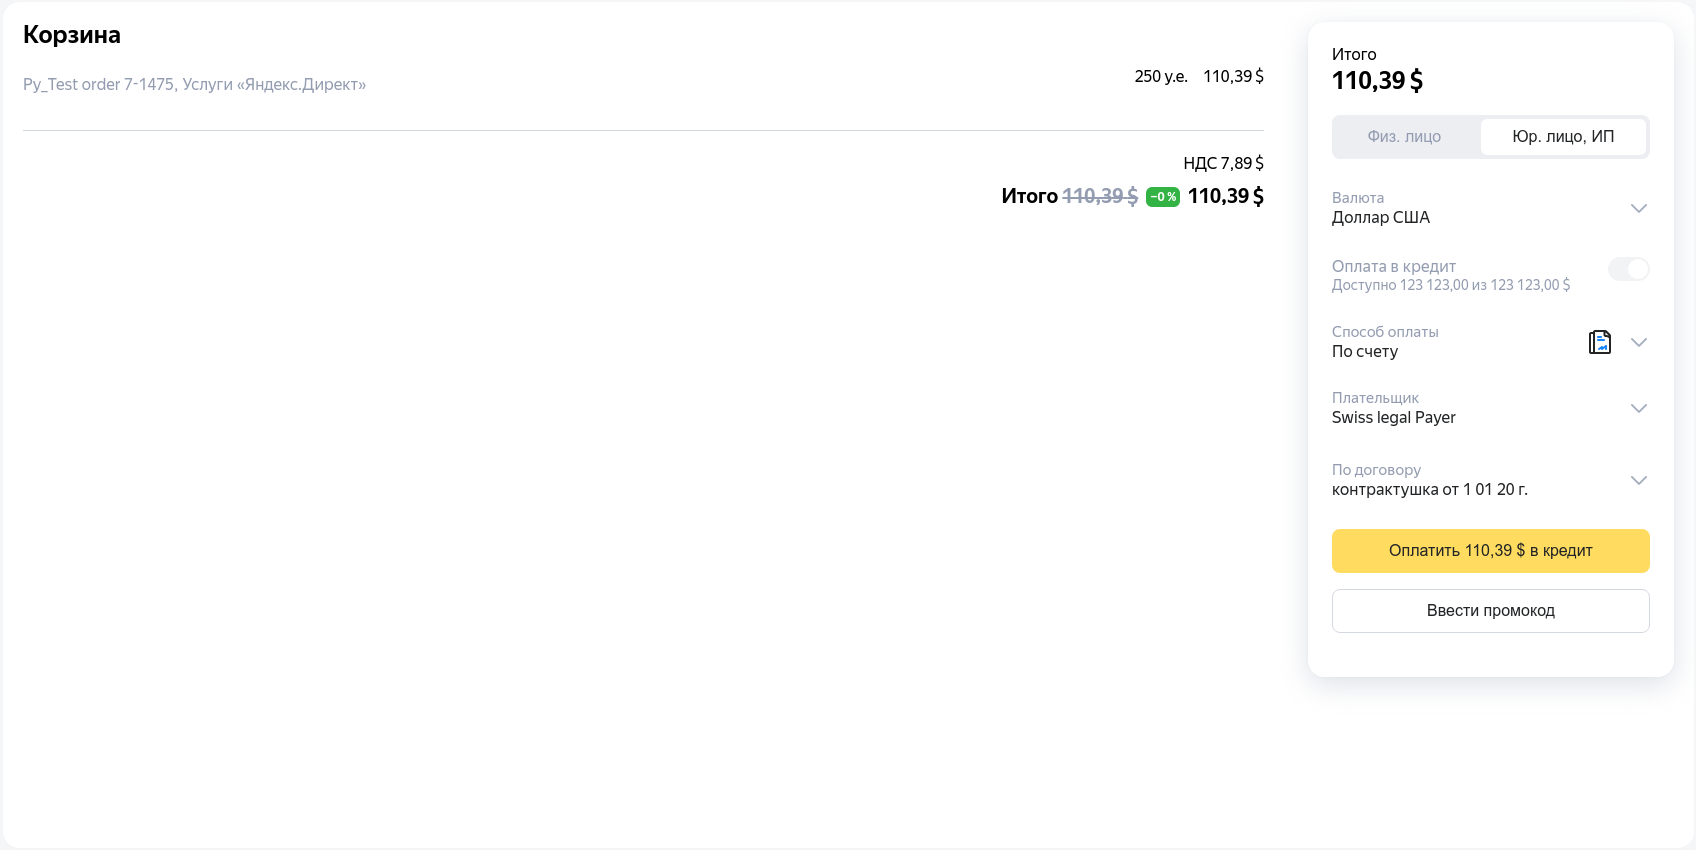 Корзина
Py_Test order 7-1475, Услуги «Яндекс.Директ»
250 у.е. 110,39 $
НДС 7,89 $
Итого 110,39 $ −0 % 110,39 $
Итого
110,39 $
Физ. лицо Юр. лицо, ИП
Валюта
Доллар США
Оплата в кредит
Доступно 123 123,00 из 123 123,00 $
Способ оплаты
По счету
Плательщик
Swiss legal Payer
По договору
контрактушка от 1 01 20 г.
Оплатить 110,39 $ в кредит
Ввести промокод